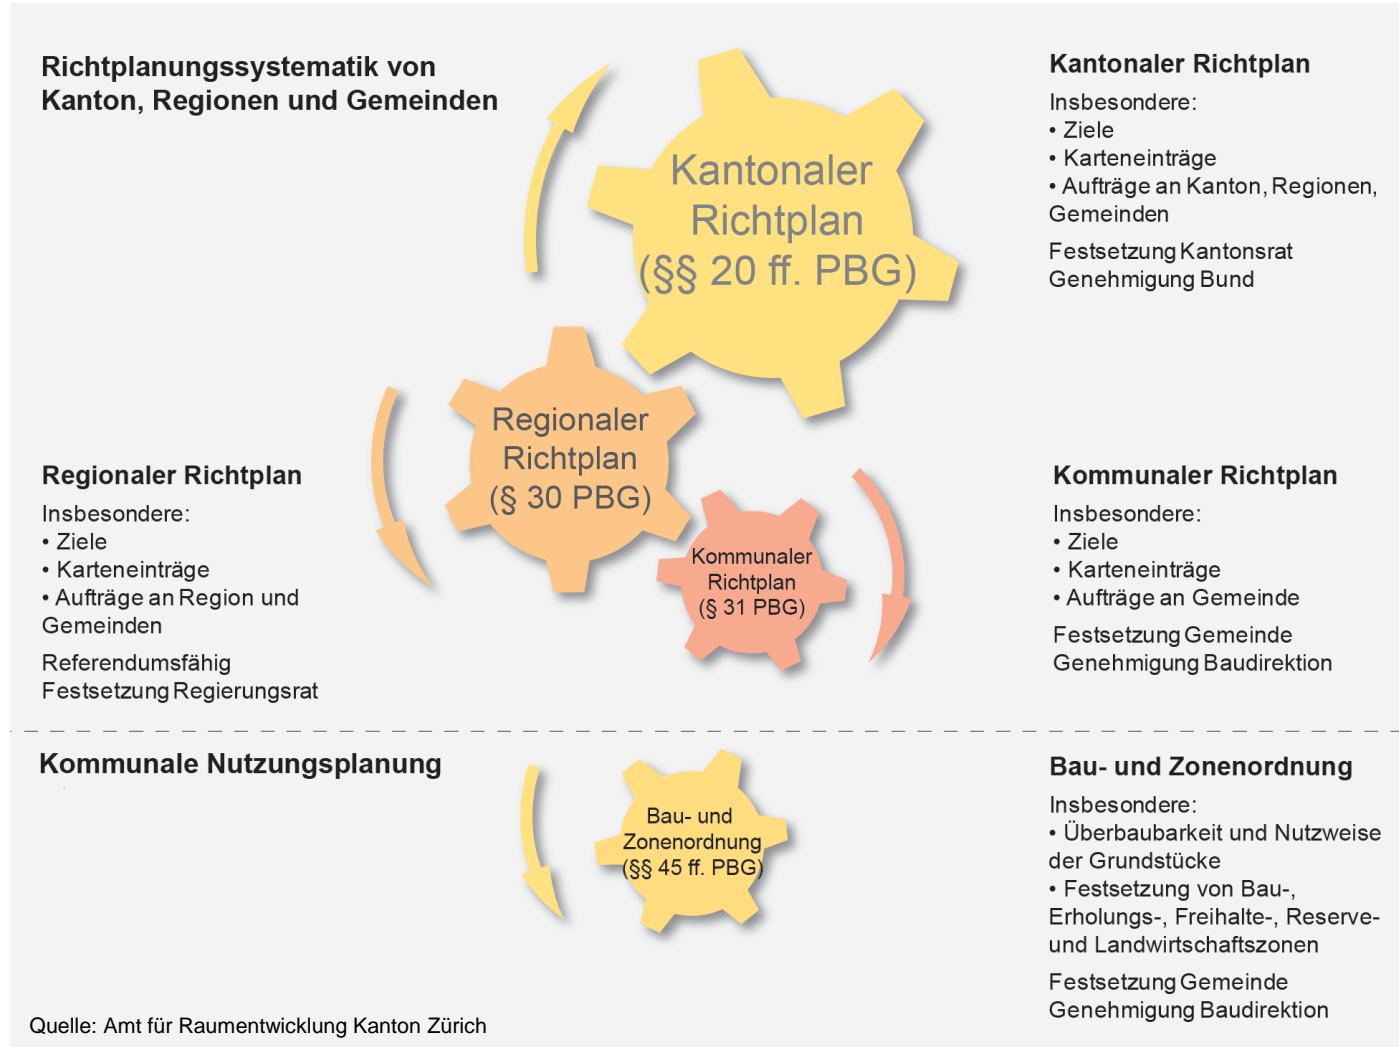 Richtplanungssystematik von
Kanton, Regionen und Gemeinden
Kantonaler
Richtplan
(§§ 20 ff. PBG)
Kantonaler Richtplan
Insbesondere:
• Ziele
• Karteneinträge
• Aufträge an Kanton, Regionen,
Gemeinden
Festsetzung Kantonsrat
Genehmigung Bund
Regionaler
Richtplan
(§ 30 PBG)
Regionaler Richtplan
Insbesondere:
• Ziele
• Karteneinträge
• Aufträge an Region und
Gemeinden
Referendumsfähig
Festsetzung Regierungsrat
Kommunaler
Richtplan
(§ 31 PBG)
Kommunaler Richtplan
Insbesondere:
• Ziele
• Karteneinträge
• Aufträge an Gemeinde
Festsetzung Gemeinde
Genehmigung Baudirektion
Kommunale Nutzungsplanung
Bau- und
Zonenordnung
(§§ 45 ff. PBG)
Bau- und Zonenordnung
Insbesondere:
• Überbaubarkeit und Nutzweise
der Grundstücke
• Festsetzung von Bau-,
Erholungs-, Freihalte-, Reserve-
und Landwirtschaftszonen
Festsetzung Gemeinde
Genehmigung Baudirektion
Quelle: Amt für Raumentwicklung Kanton Zürich